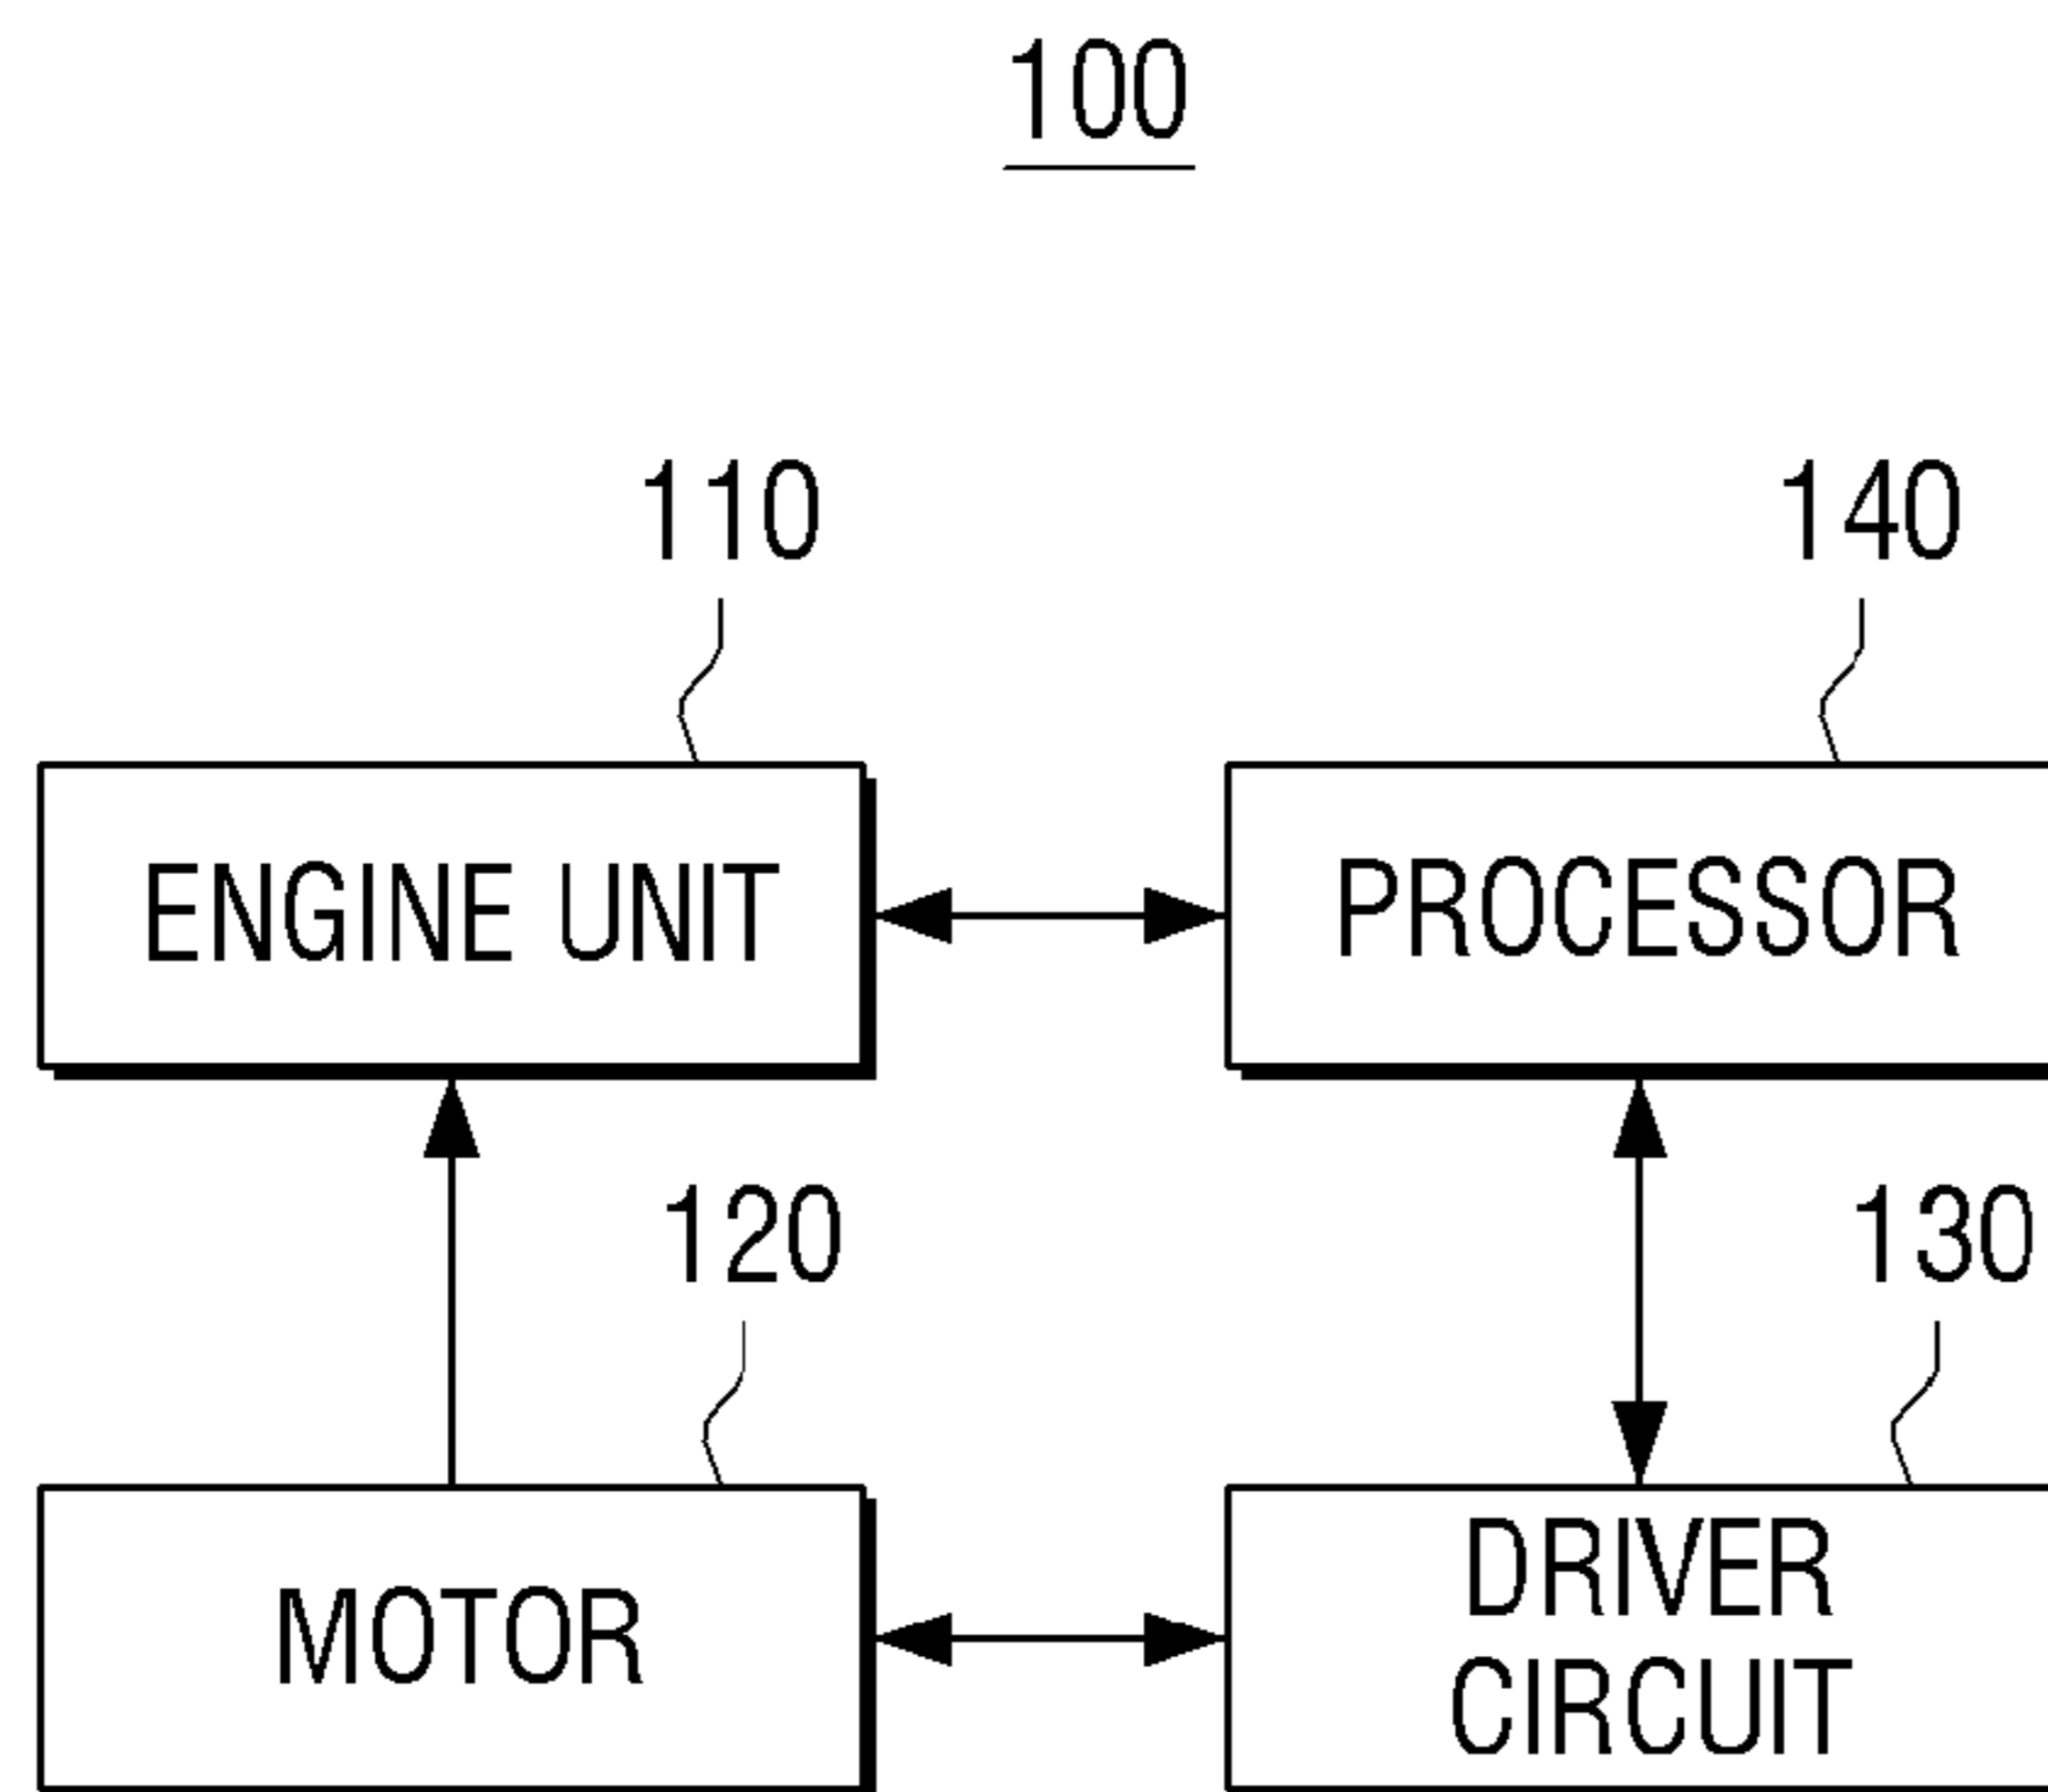 100
110
140
ENGINE UNIT
PROCESSOR
120
130
MOTOR
DRIVER
CIRCUIT